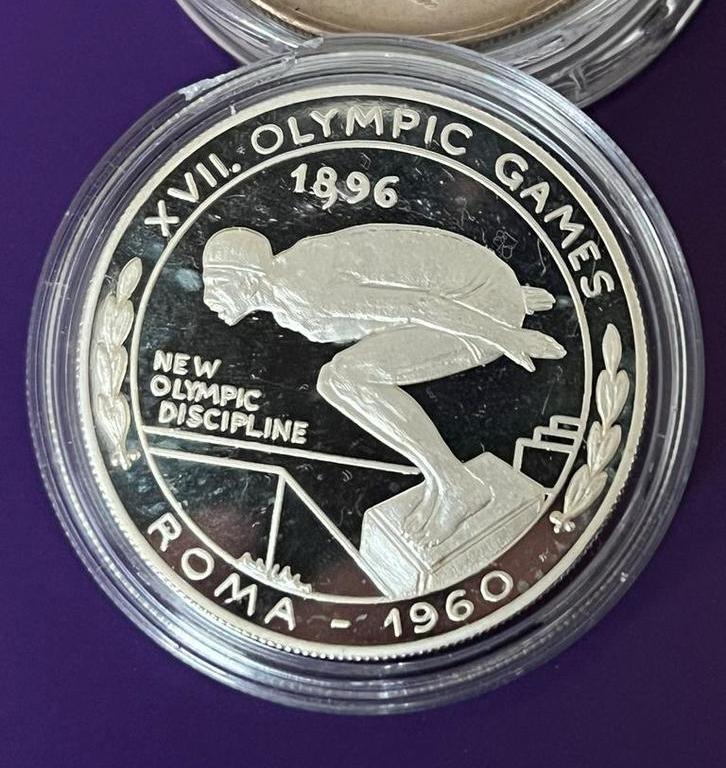 XVII. OLYMPIC GAMES
1896
NEW
OLYMPIC
DISCIPLINE
ROMA - 1960